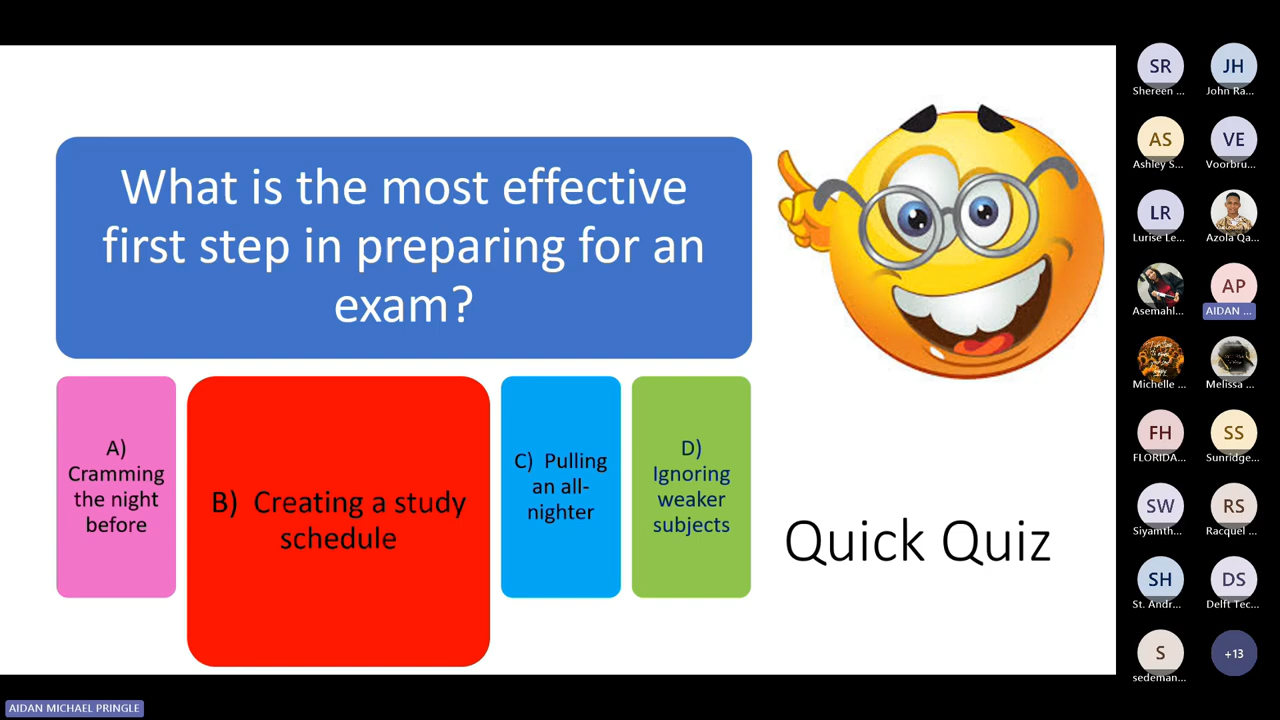 What is the most effective
first step in preparing for an
exam?
A)
Cramming
the night
before
B) Creating a study
schedule
C) Pulling
an all-
nighter
D)
Ignoring
weaker
subjects
Quick Quiz
SR
Shereen ...
JH
John Ra...
AS
Ashley S...
VE
Voorbru...
LR
Lurise Le...
Azola Qa...
Asemahl...
AP
AIDAN ...
Michelle ...
Melissa ...
FH
FLORIDA...
SS
Sunridge...
SW
Siyamth...
RS
Racquel ...
SH
St. Andr...
DS
Delft Tec...
S
sedeman...
+13
AIDAN MICHAEL PRINGLE